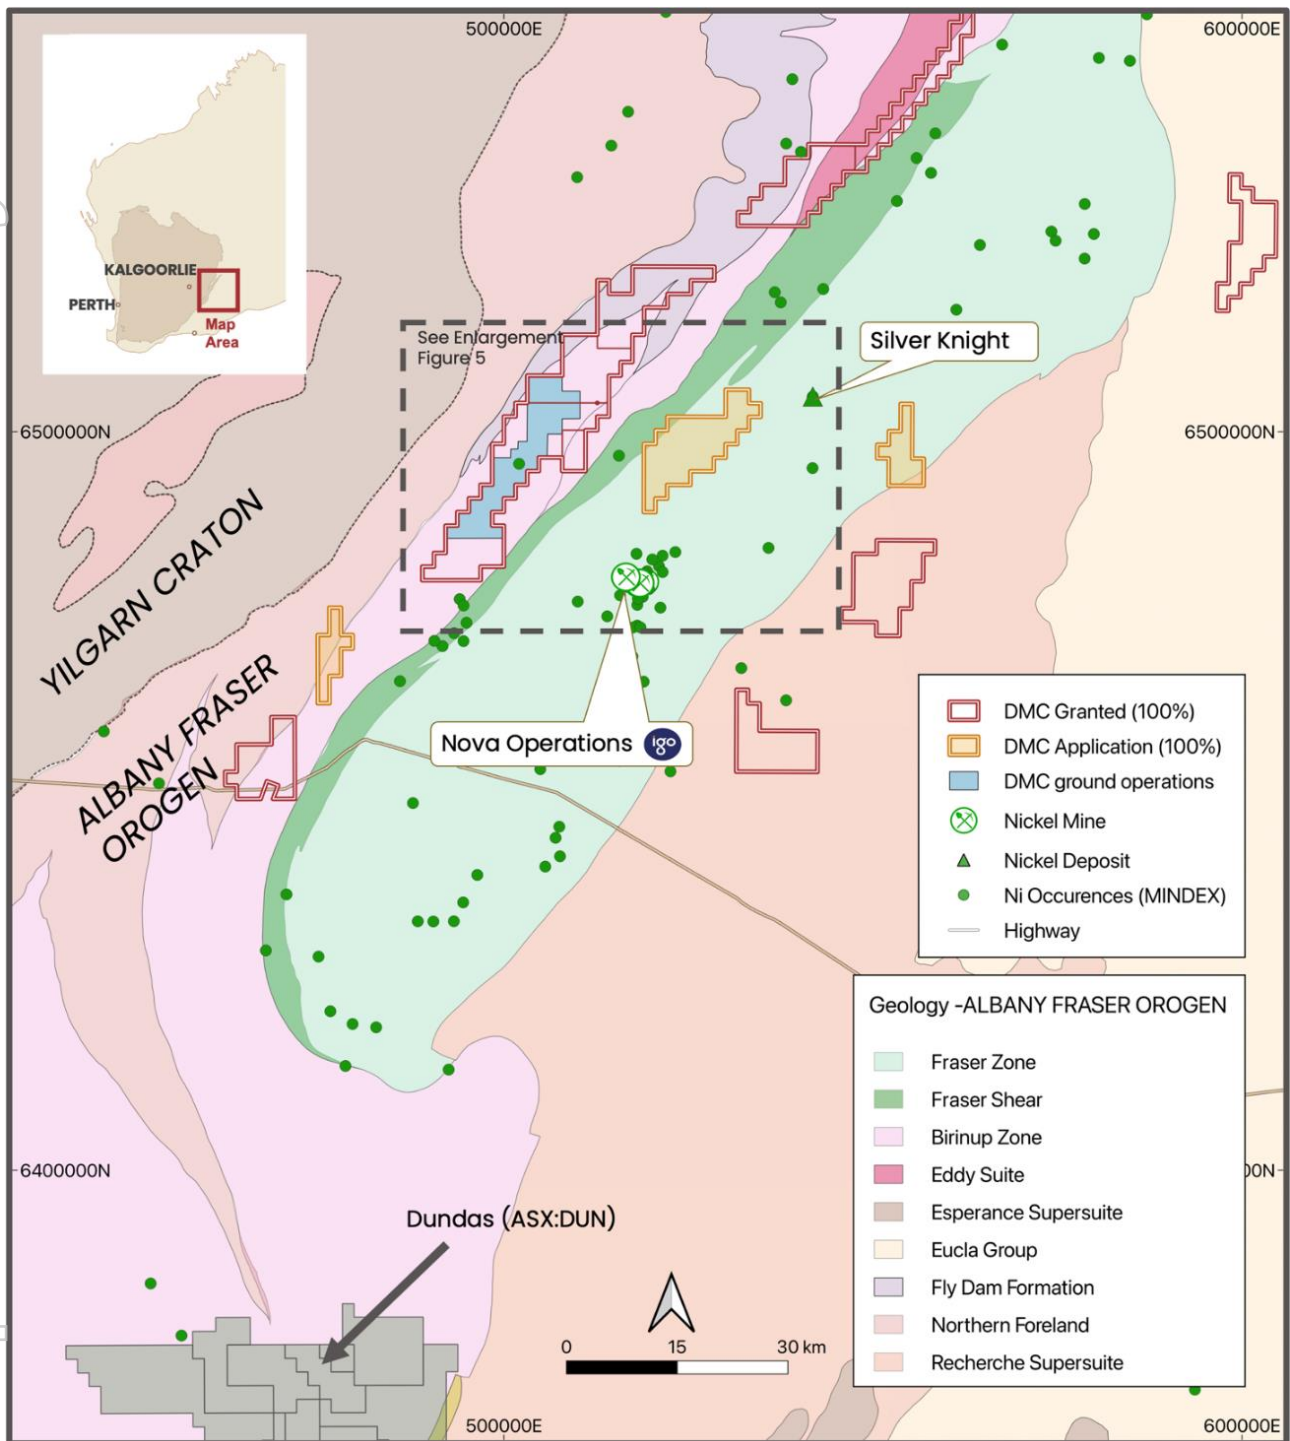 500000E
600000E
KALGOORLIE
PERTH
Map
Area
See Enlargement
Figure 5
Silver Knight
6500000N
6500000N
YILGARN CRATON
ALBANY FRASER
OROGEN
Nova Operations igo
DMC Granted (100%)
DMC Application (100%)
DMC ground operations
Nickel Mine
Nickel Deposit
Ni Occurences (MINDEX)
Highway
Geology -ALBANY FRASER OROGEN
Fraser Zone
Fraser Shear
Birinup Zone
Eddy Suite
Esperance Supersuite
Eucla Group
Fly Dam Formation
Northern Foreland
Recherche Supersuite
6400000N
00N
Dundas (ASX:DUN)
0 15 30 km
500000E
600000E